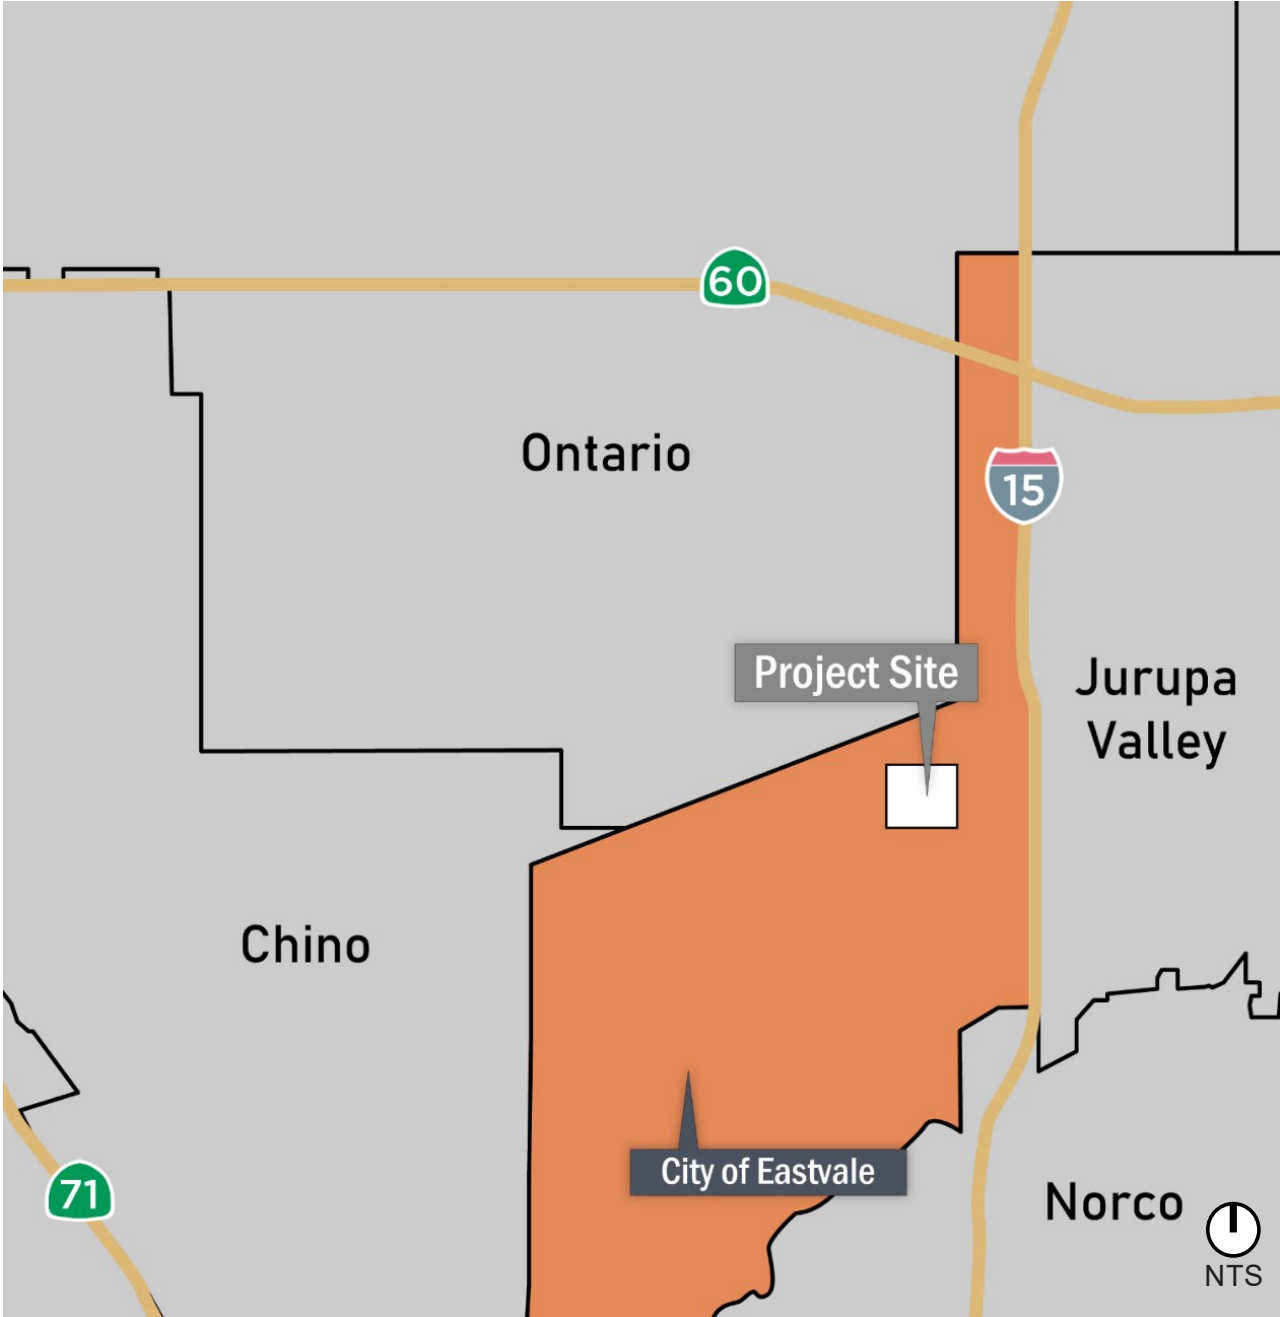 60
Ontario
15
Project Site
Jurupa
Valley
Chino
City of Eastvale
71
Norco
NTS